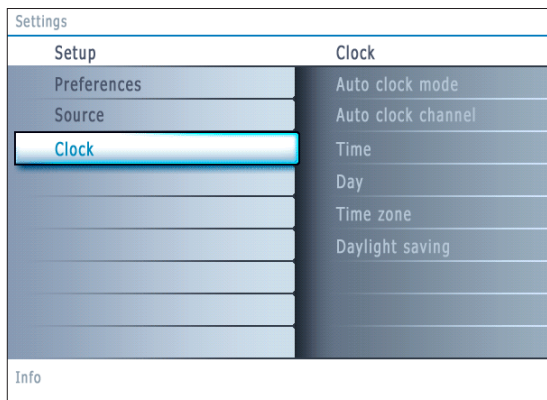 Settings
Setup
Clock
Preferences
Auto clock mode
Source
Auto clock channel
Clock
Time
Day
Time zone
Daylight saving
Info